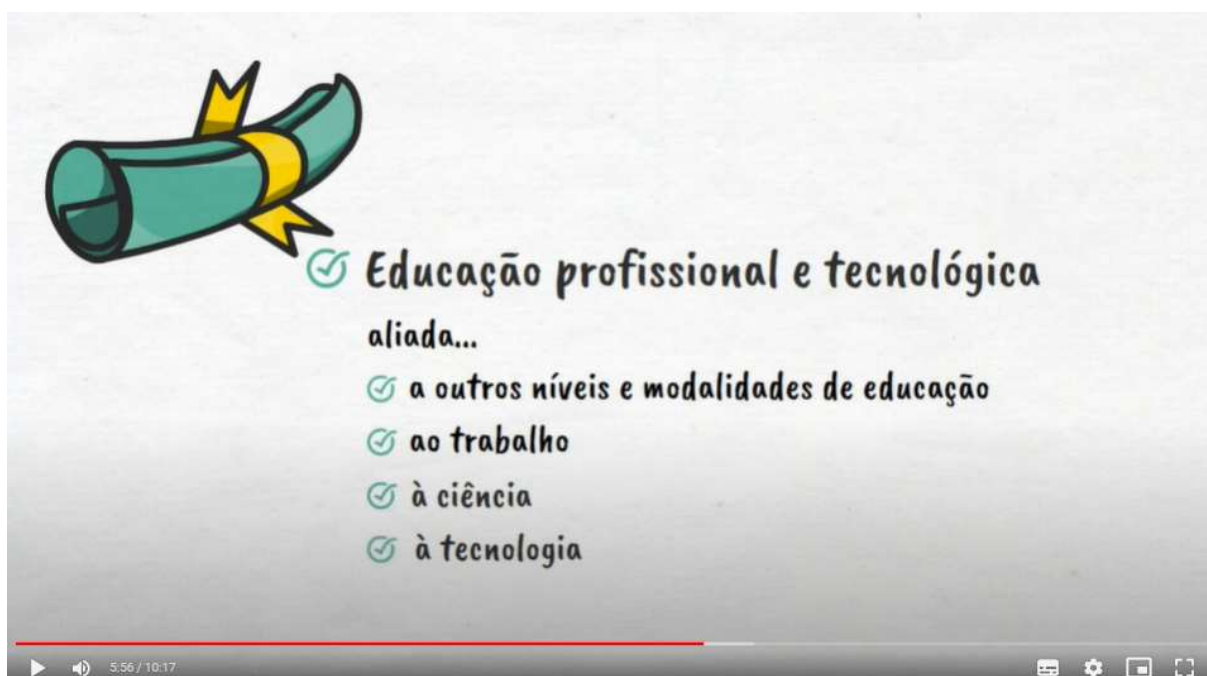 Educação profissional e tecnológica
aliada...
a outros níveis e modalidades de educação
ao trabalho
à ciência
à tecnologia
5:56 / 10:17